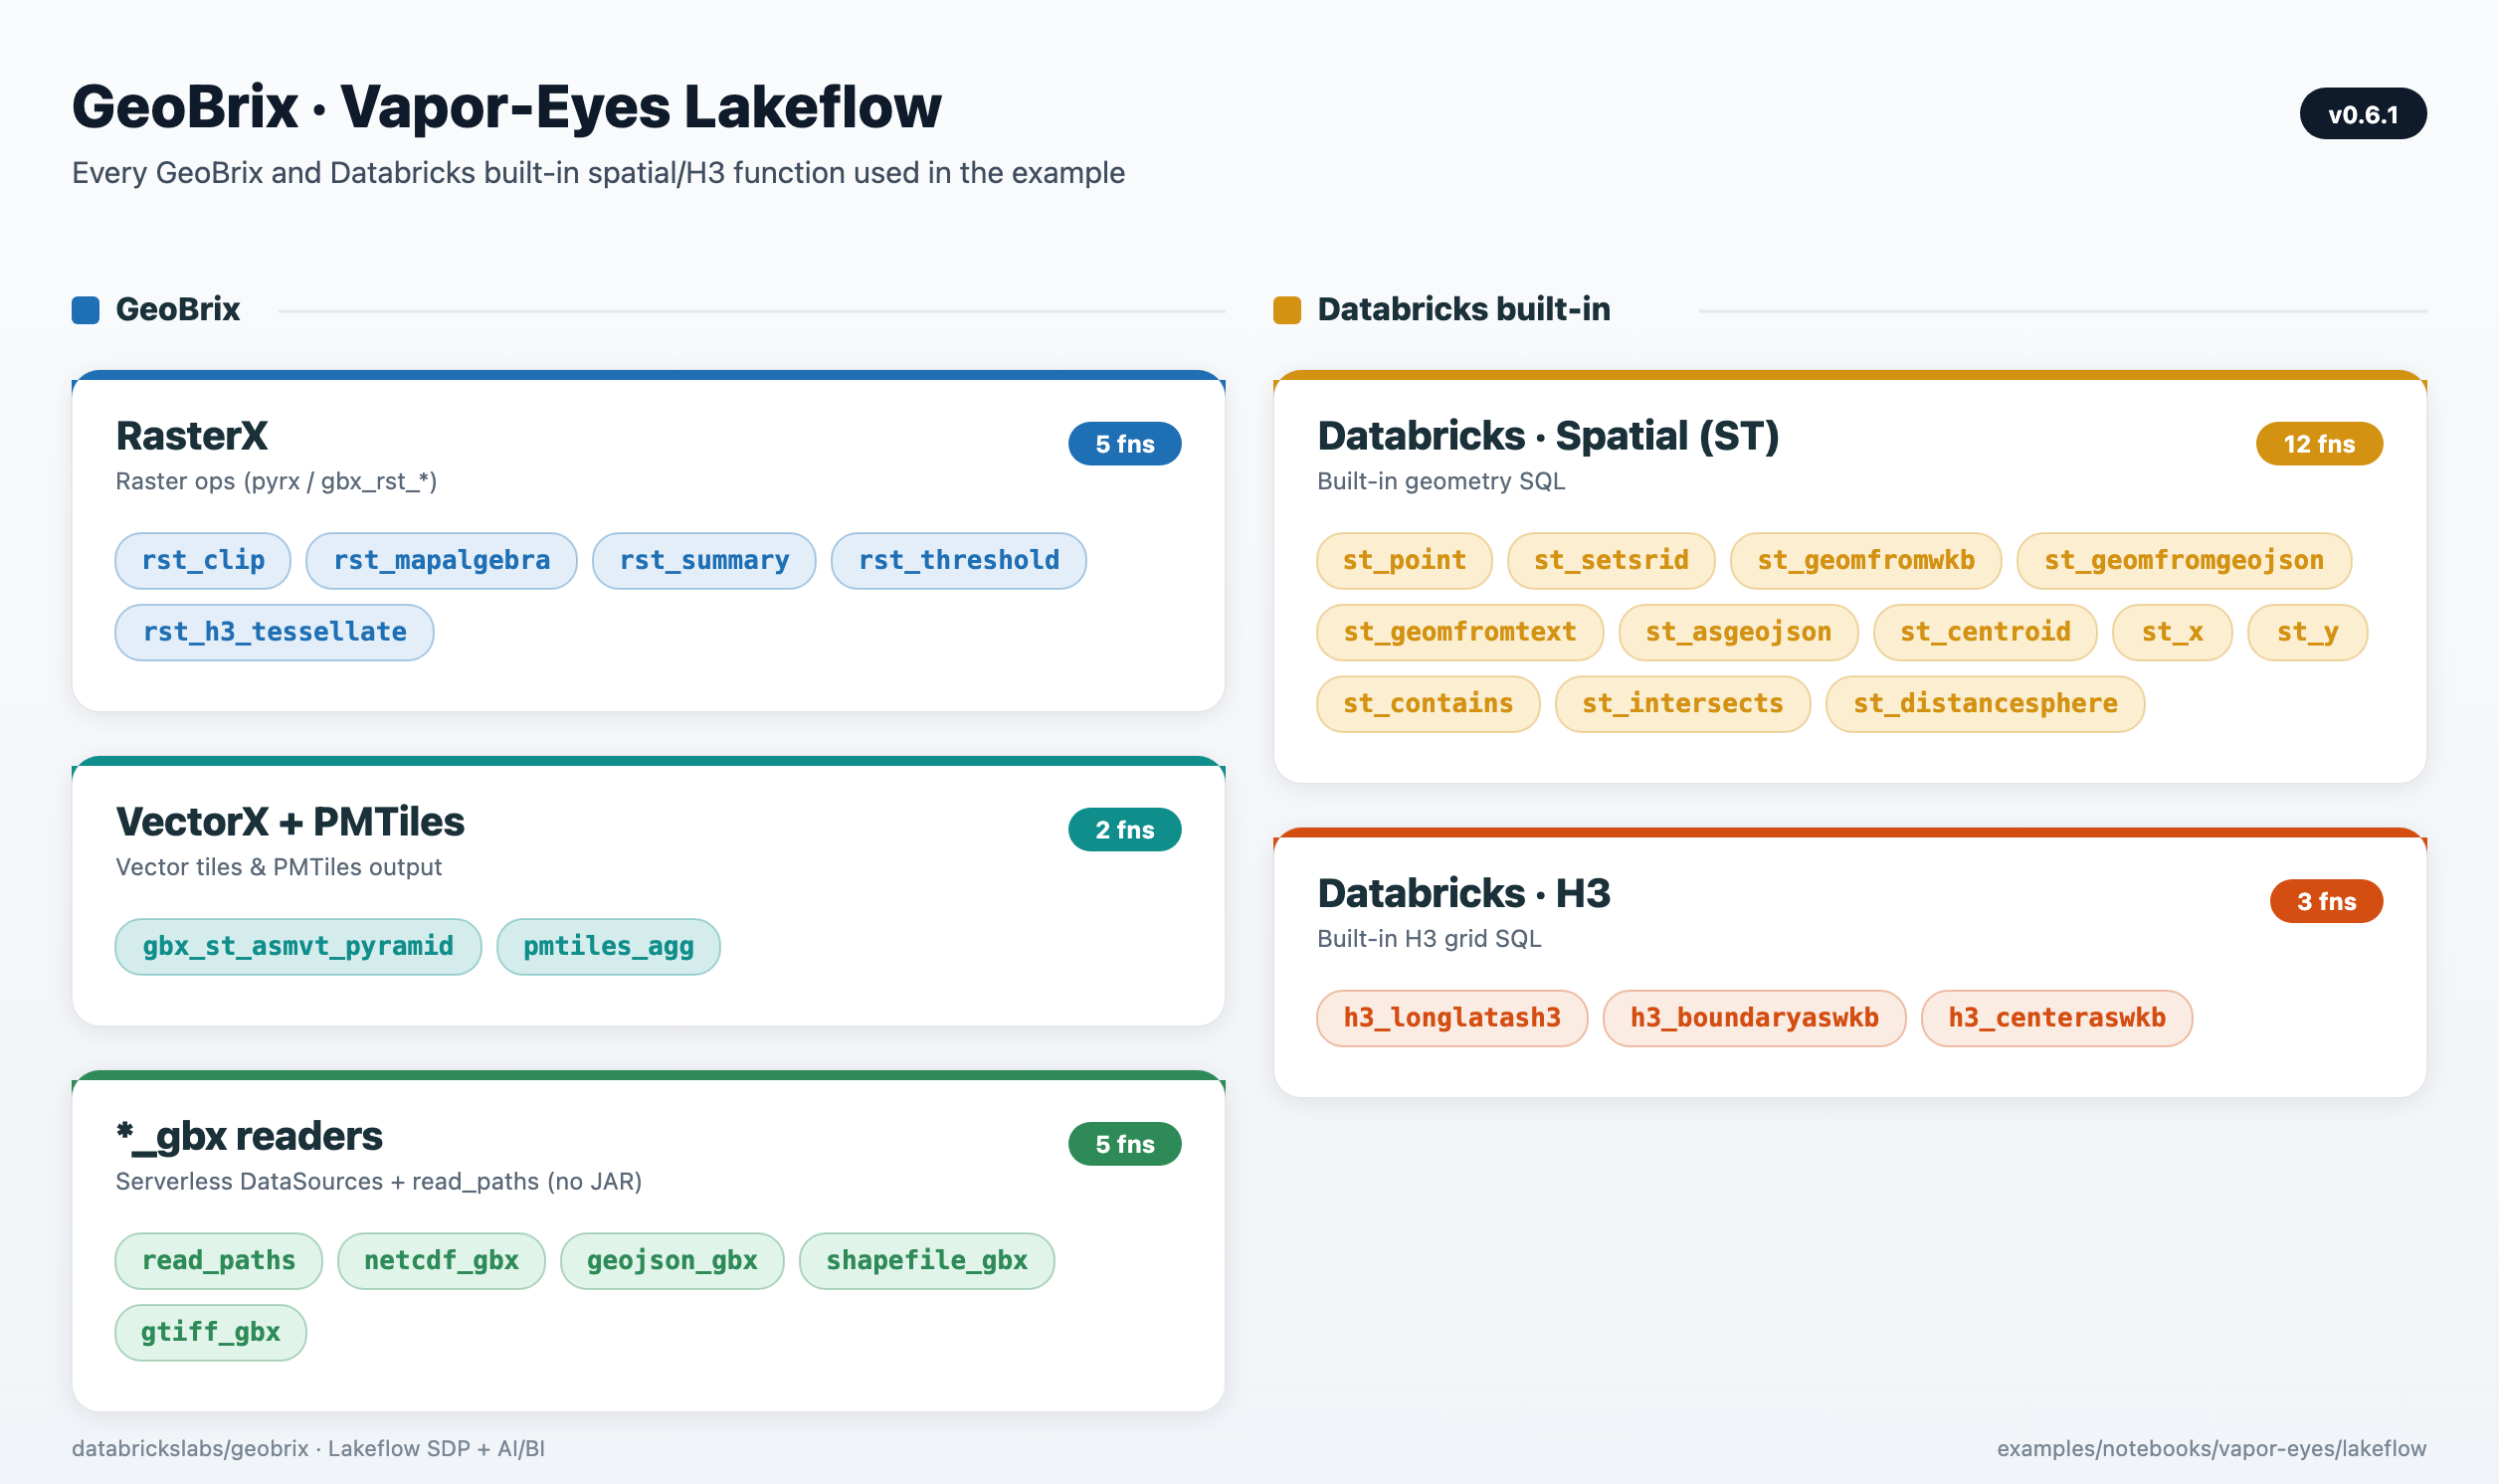 GeoBrix · Vapor-Eyes Lakeflow
v0.6.1
Every GeoBrix and Databricks built-in spatial/H3 function used in the example
GeoBrix
RasterX
5 fns
Raster ops (pyrx / gbx_rst_*)
rst_clip rst_mapalgebra rst_summary rst_threshold
rst_h3_tessellate
VectorX + PMTiles
2 fns
Vector tiles & PMTiles output
gbx_st_asmvt_pyramid pmtiles_agg
*_gbx readers
5 fns
Serverless DataSources + read_paths (no JAR)
read_paths netcdf_gbx geojson_gbx shapefile_gbx
gtiff_gbx
Databricks built-in
Databricks · Spatial (ST)
12 fns
Built-in geometry SQL
st_point st_setsrid st_geomfromwkb st_geomfromgeojson
st_geomfromtext st_asgeojson st_centroid st_x st_y
st_contains st_intersects st_distancesphere
Databricks · H3
3 fns
Built-in H3 grid SQL
h3_longlatash3 h3_boundaryaswkb h3_centeraswkb
databrickslabs/geobrix · Lakeflow SDP + AI/BI
examples/notebooks/vapor-eyes/lakeflow